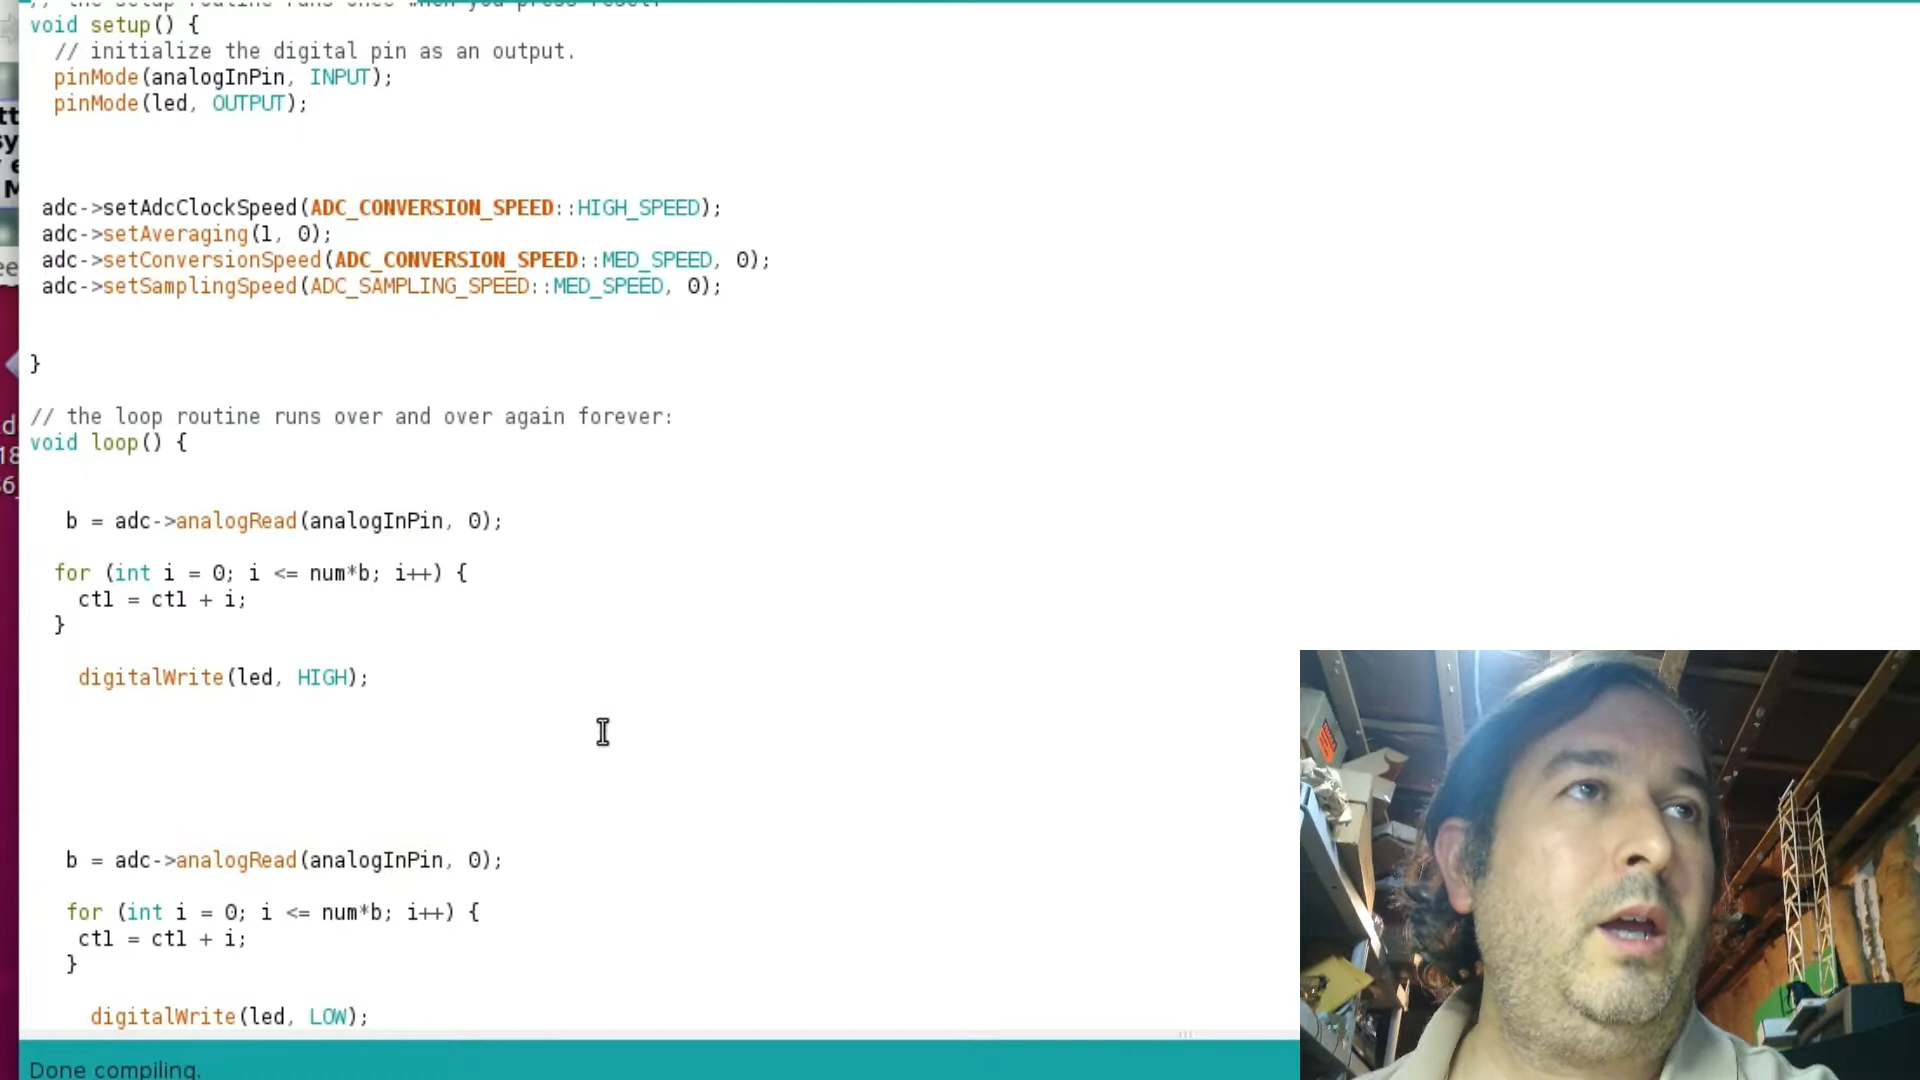 void setup() {
// initialize the digital pin as an output.
pinMode(analogInPin, INPUT);
pinMode(led, OUTPUT);
adc->setAdcClockSpeed(ADC_CONVERSION_SPEED::HIGH_SPEED);
adc->setAveraging(1, 0);
adc->setConversionSpeed(ADC_CONVERSION_SPEED::MED_SPEED, 0);
adc->setSamplingSpeed(ADC_SAMPLING_SPEED::MED_SPEED, 0);
}
// the loop routine runs over and over again forever:
void loop() {
b = adc->analogRead(analogInPin, 0);
for (int i = 0; i <= num*b; i++) {
ctl = ctl + i;
}
digitalWrite(led, HIGH);
b = adc->analogRead(analogInPin, 0);
for (int i = 0; i <= num*b; i++) {
ctl = ctl + i;
}
digitalWrite(led, LOW);
Done compiling.